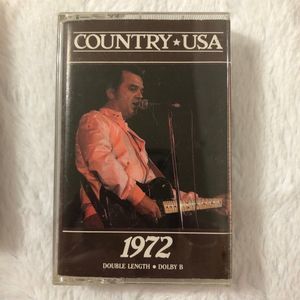 COUNTRY★USA
1972
DOUBLE LENGTH ● DOLBY B